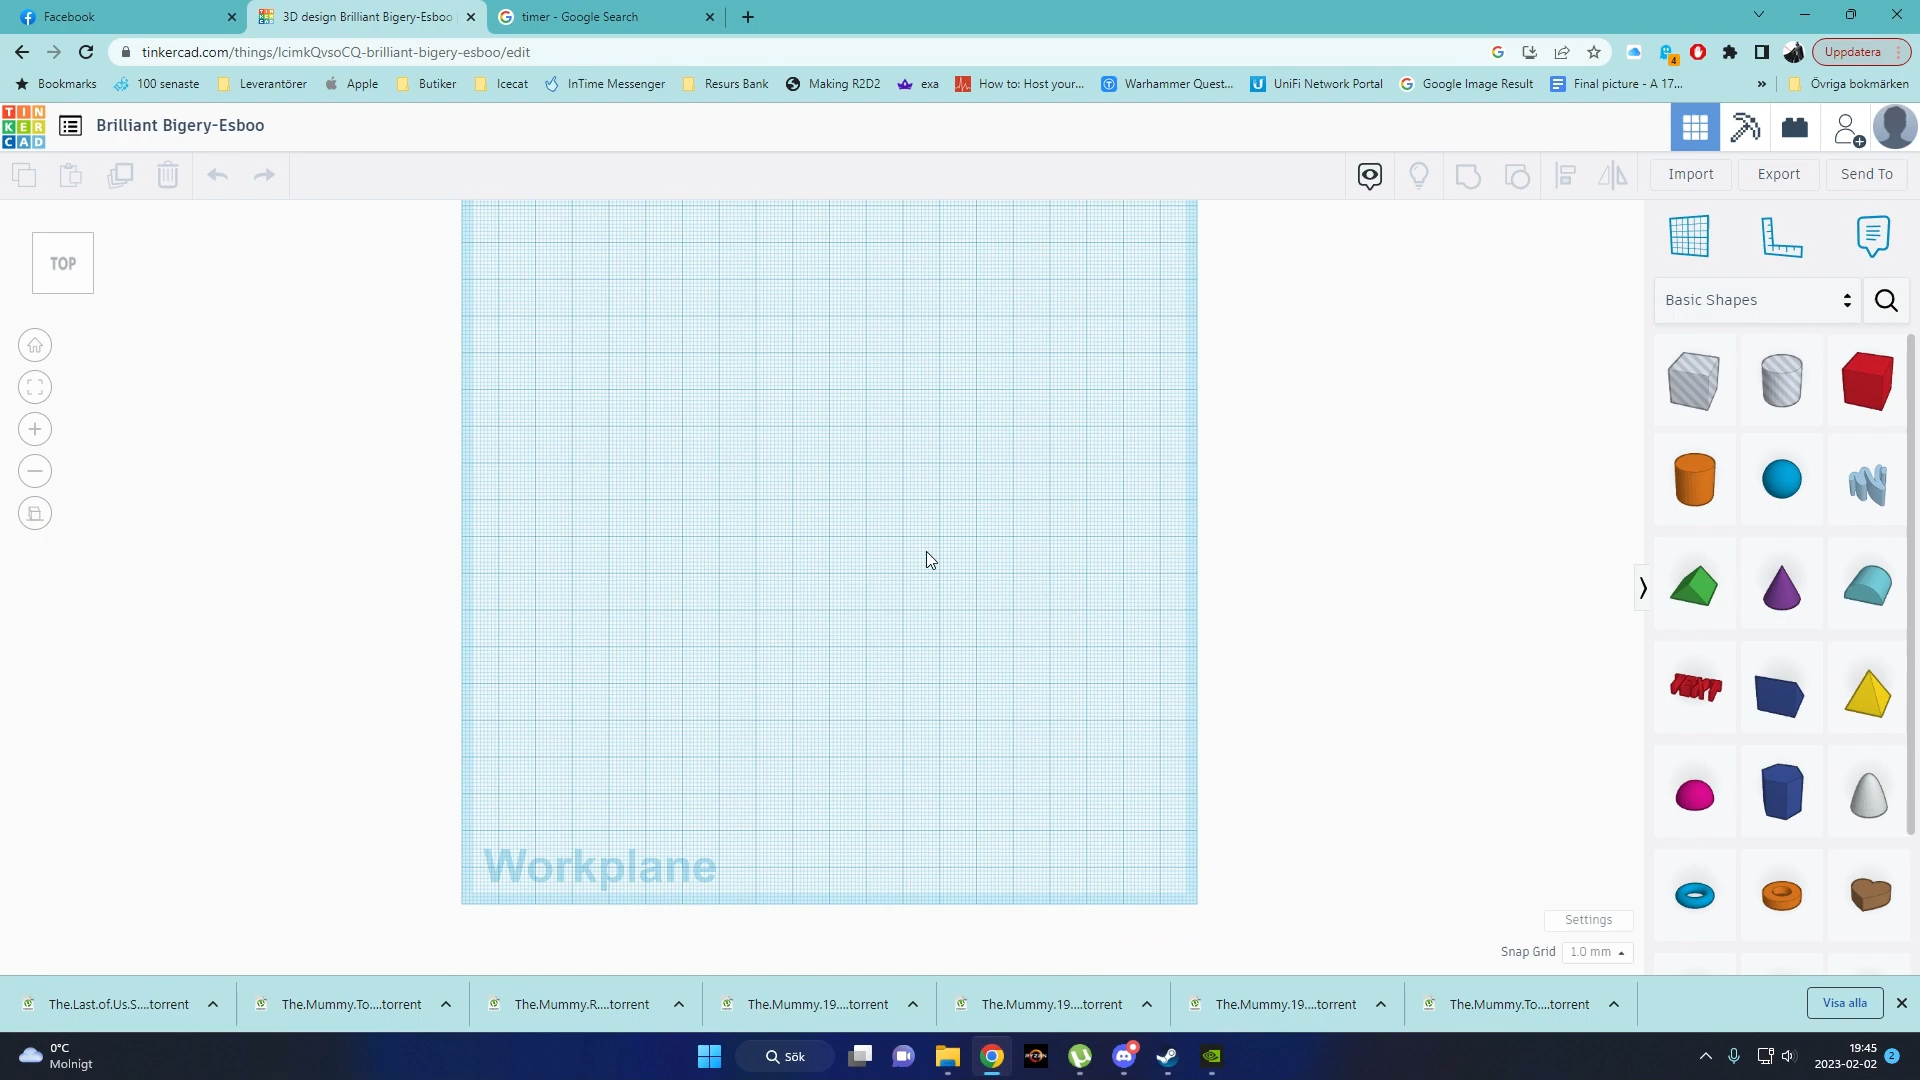 Facebook
3D design Brilliant Bigery-Esboo
timer - Google Search
tinkercad.com/things/lcimkQvsoCQ-brilliant-bigery-esboo/edit
4
Uppdatera
Bookmarks
100 senaste
Leverantörer
Apple
Butiker
Icecat
InTime Messenger
Resurs Bank
Making R2D2
exa
How to: Host your...
Warhammer Quest...
UniFi Network Portal
Google Image Result
Final picture - A 17...
»
Övriga bokmärken
TIN
KER
CAD
Brilliant Bigery-Esboo
Import
Export
Send To
TOP
Basic Shapes
TEXT
Workplane
Settings
Snap Grid
1.0 mm
The.Last.of.Us.S....torrent
The.Mummy.To....torrent
The.Mummy.R....torrent
The.Mummy.19....torrent
The.Mummy.19....torrent
The.Mummy.19....torrent
The.Mummy.To....torrent
Visa alla
0°C
Molnigt
Sök
RYZEN
19:45
2023-02-02
2